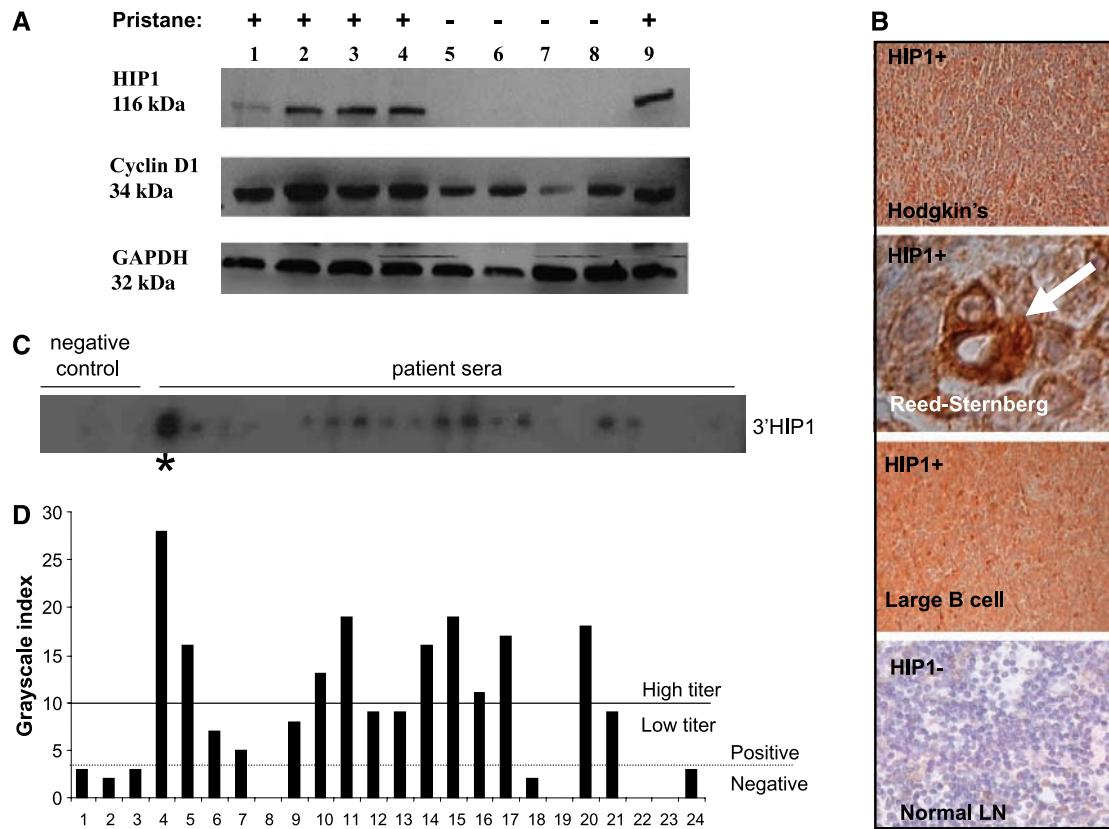 A
Pristane: + + + + - - - - +
1 2 3 4 5 6 7 8 9
HIP1
116 kDa
Cyclin D1
34 kDa
GAPDH
32 kDa
B
HIP1+
Hodgkin's
HIP1+
Reed-Sternberg
HIP1+
Large B cell
HIP1-
Normal LN
C
negative
control
patient sera
3'HIP1
*
D
Grayscale index
30
25
20
15
10
5
0
High titer
Low titer
Positive
Negative
1 2 3 4 5 6 7 8 9 10 11 12 13 14 15 16 17 18 19 20 21 22 23 24